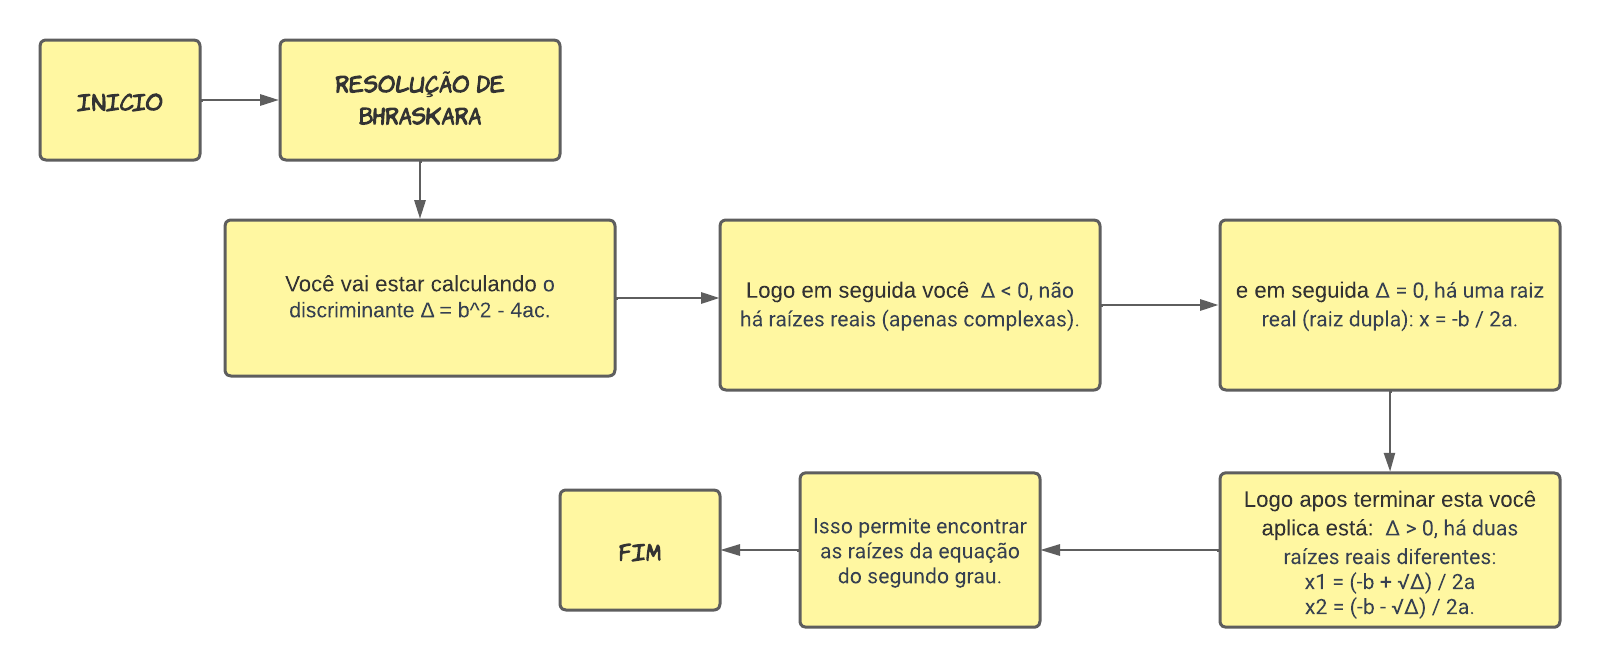 INICIO
RESOLUÇÃO DE
BHRASKARA
Você vai estar calculando o
discriminante Δ = b^2 - 4ac.
Logo em seguida você  Δ < 0, não
há raízes reais (apenas complexas).
e em seguida Δ = 0, há uma raiz
real (raiz dupla): x = -b / 2a.
Logo apos terminar esta você
aplica está:  Δ > 0, há duas
raízes reais diferentes:
x1 = (-b + √Δ) / 2a
x2 = (-b - √Δ) / 2a.
Isso permite encontrar
as raízes da equação
do segundo grau.
FIM